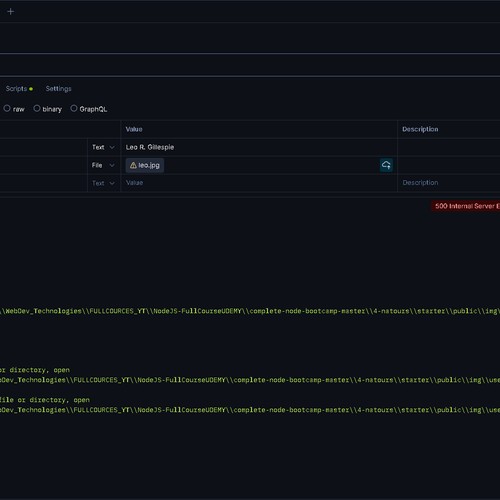 +
Scripts Settings
raw binary GraphQL
Value Description
Text Leo R. Gillespie
File leo.jpg
Text Value Description
500 Internal Server E
\\WebDev_Technologies\\FULLCOURCES_YT\\NodeJS-FullCourseUDEMY\\complete-node-bootcamp-master\\4-natours\\starter\\public\\img\
or directory, open
bDev_Technologies\\FULLCOURCES_YT\\NodeJS-FullCourseUDEMY\\complete-node-bootcamp-master\\4-natours\\starter\\public\\img\\use
file or directory, open
bDev_Technologies\\FULLCOURCES_YT\\NodeJS-FullCourseUDEMY\\complete-node-bootcamp-master\\4-natours\\starter\\public\\img\\use